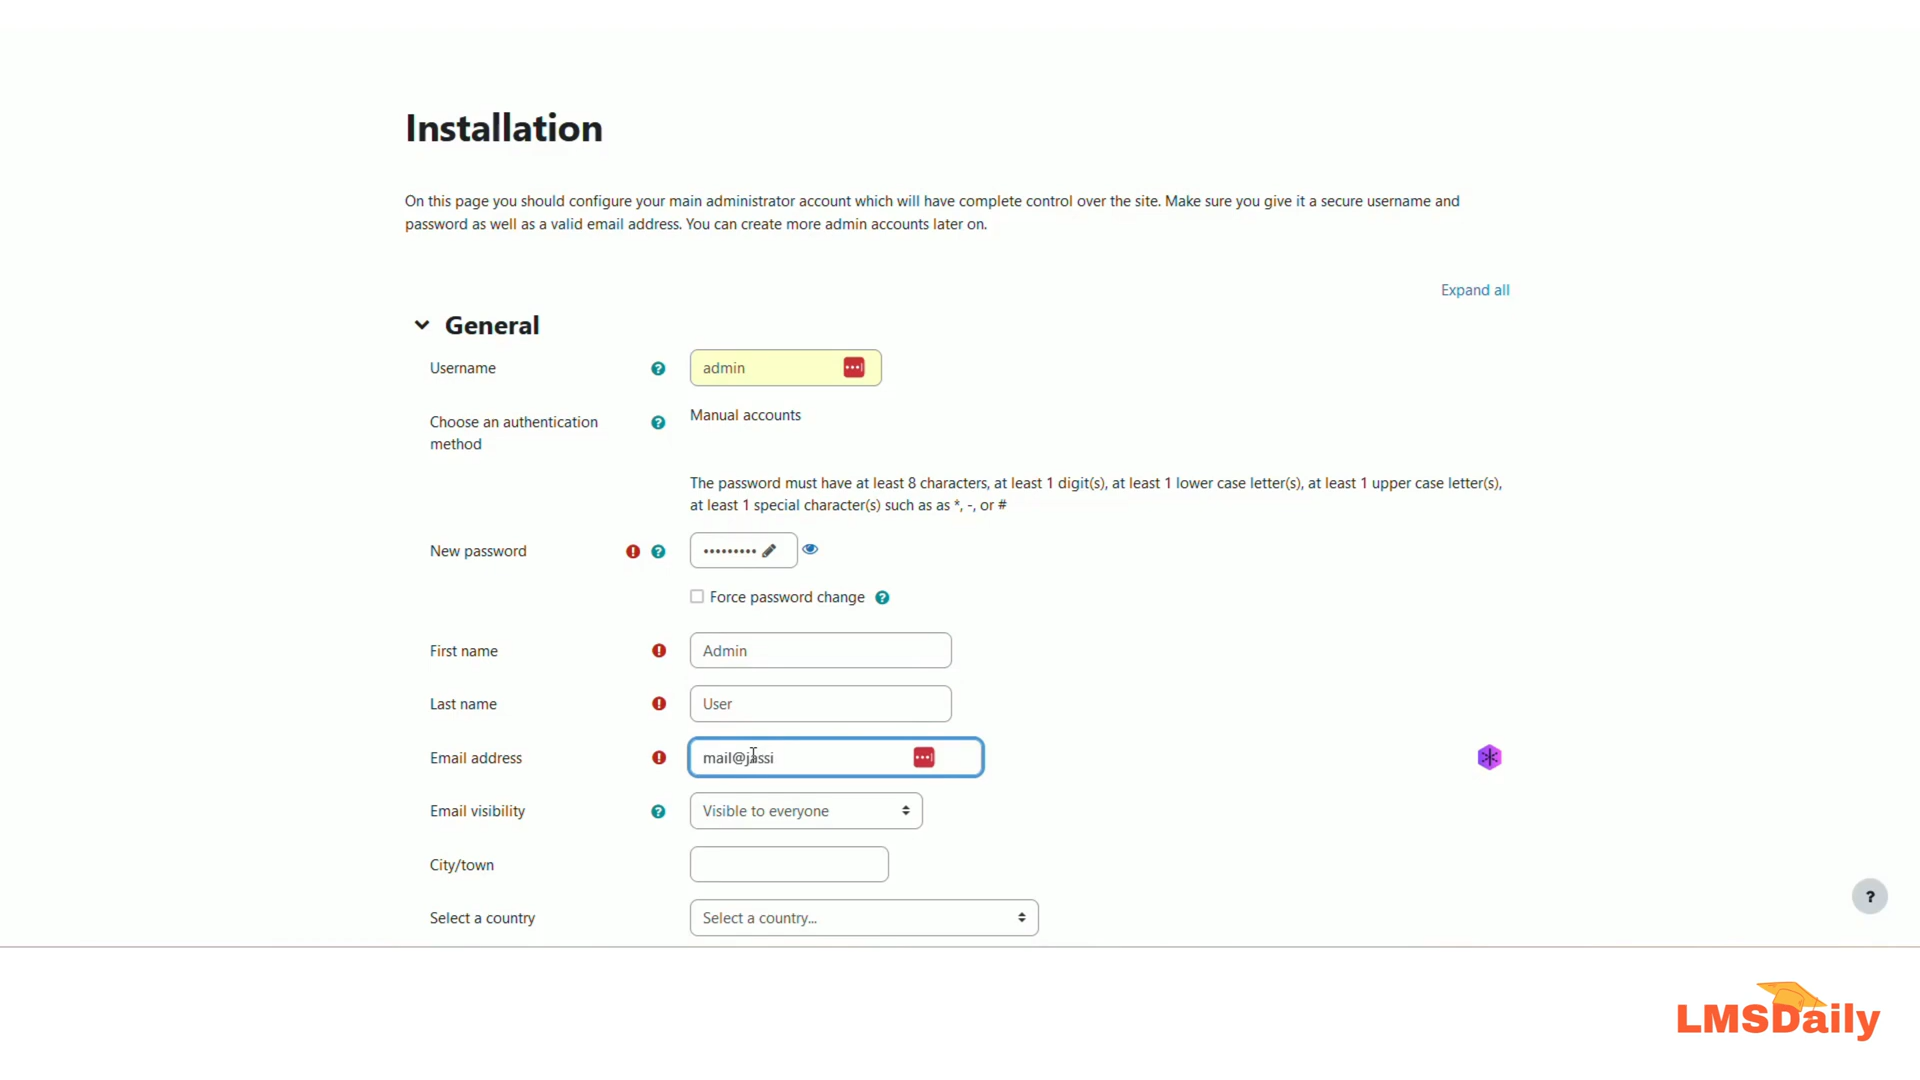 Installation
On this page you should configure your main administrator account which will have complete control over the site. Make sure you give it a secure username and
password as well as a valid email address. You can create more admin accounts later on.
Expand all
General
Username
admin
Choose an authentication
method
Manual accounts
The password must have at least 8 characters, at least 1 digit(s), at least 1 lower case letter(s), at least 1 upper case letter(s),
at least 1 special character(s) such as as *, -, or #
New password
•••••••••
Force password change
First name
Admin
Last name
User
Email address
mail@jassi
Email visibility
Visible to everyone
City/town
Select a country
Select a country...
?
LMSDaily